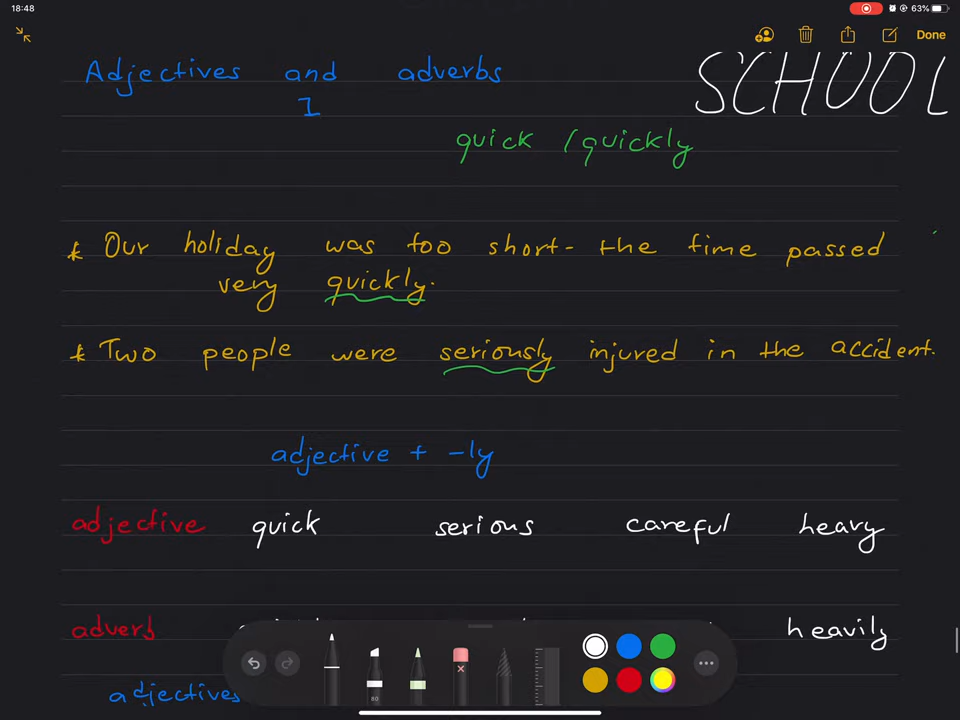 18:48
63%
Done
SCHOOL
Adjectives and adverbs
1
quick / quickly
* Our holiday was too short - the time passed
very quickly.
* Two people were seriously injured in the accident.
adjective + -ly
adjective quick serious careful heavy
adverb heavily
80
adjectives